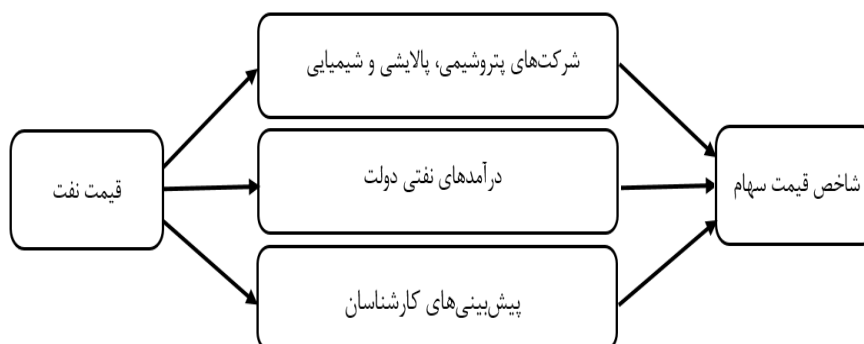 شرکت‌های پتروشیمی، پالایشی و شیمیایی
قیمت نفت
درآمدهای نفتی دولت
شاخص قیمت سهام
پیش‌بینی‌های کارشناسان